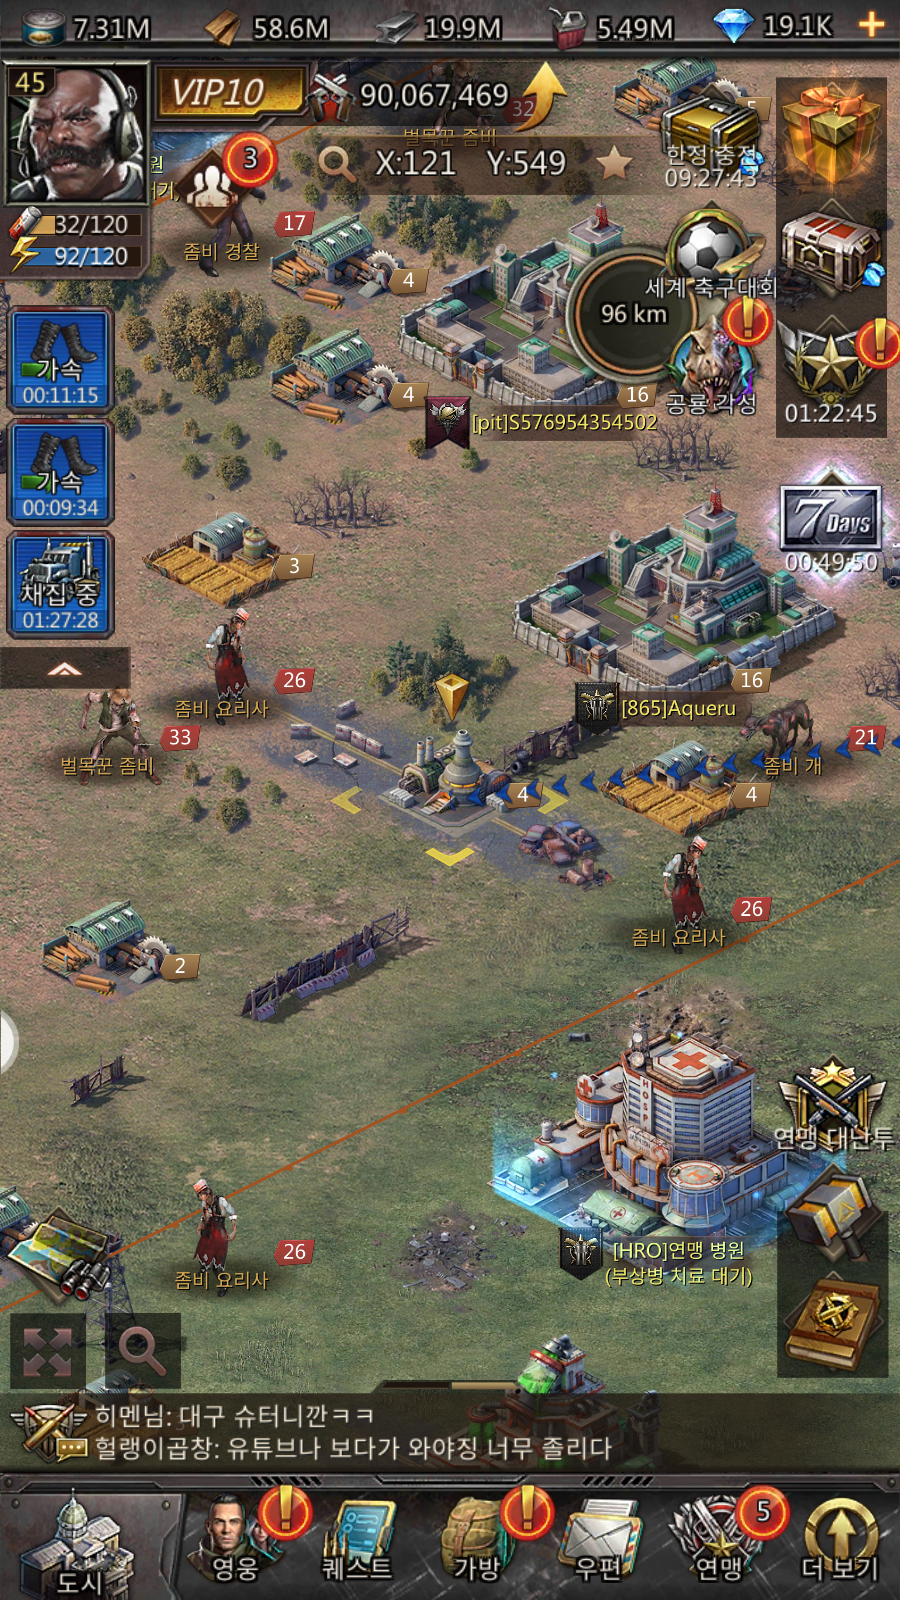 7.31M 58.6M 19.9M 5.49M 19.1K
45
VIP10
90,067,469
32
벌목꾼 좀비
5
한정 충전
09:27:43
원
3
X:121 Y:549
32/120
92/120
좀비 경찰
17
4
세계 축구대회
96 km
4
16
[pit]S576954354502
공룡 각성
01:22:45
가속
00:11:15
가속
00:09:34
7 Days
00:49:50
3
채집 중
01:27:28
26
좀비 요리사
16
[865]Aqueru
33
벌목꾼 좀비
21
좀비 개
4
4
26
좀비 요리사
2
HOSP
연맹 대난투
26
좀비 요리사
[HRO]연맹 병원
(부상병 치료 대기)
히멘님: 대구 슈터니깐ㅋㅋ
헐랭이곱창: 유튜브나 보다가 와야징 너무 졸리다
5
도시
영웅
퀘스트
가방
우편
연맹
더 보기